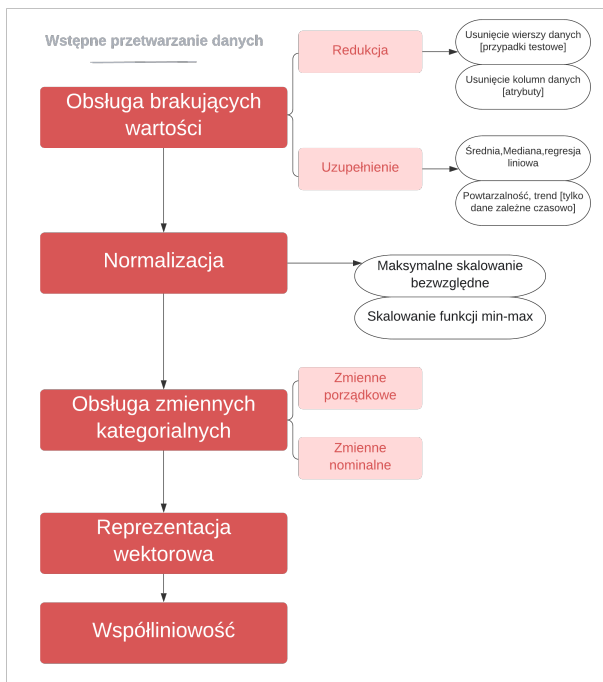 Wstępne przetwarzanie danych
Obsługa brakujących
wartości
Redukcja
Usunięcie wierszy danych
[przypadki testowe]
Usunięcie kolumn danych
[atrybuty]
Uzupełnienie
Średnia,Mediana,regresja
liniowa
Powtarzalność, trend [tylko
dane zależne czasowo]
Normalizacja
Maksymalne skalowanie
bezwzględne
Skalowanie funkcji min-max
Obsługa zmiennych
kategorialnych
Zmienne
porządkowe
Zmienne
nominalne
Reprezentacja
wektorowa
Współliniowość